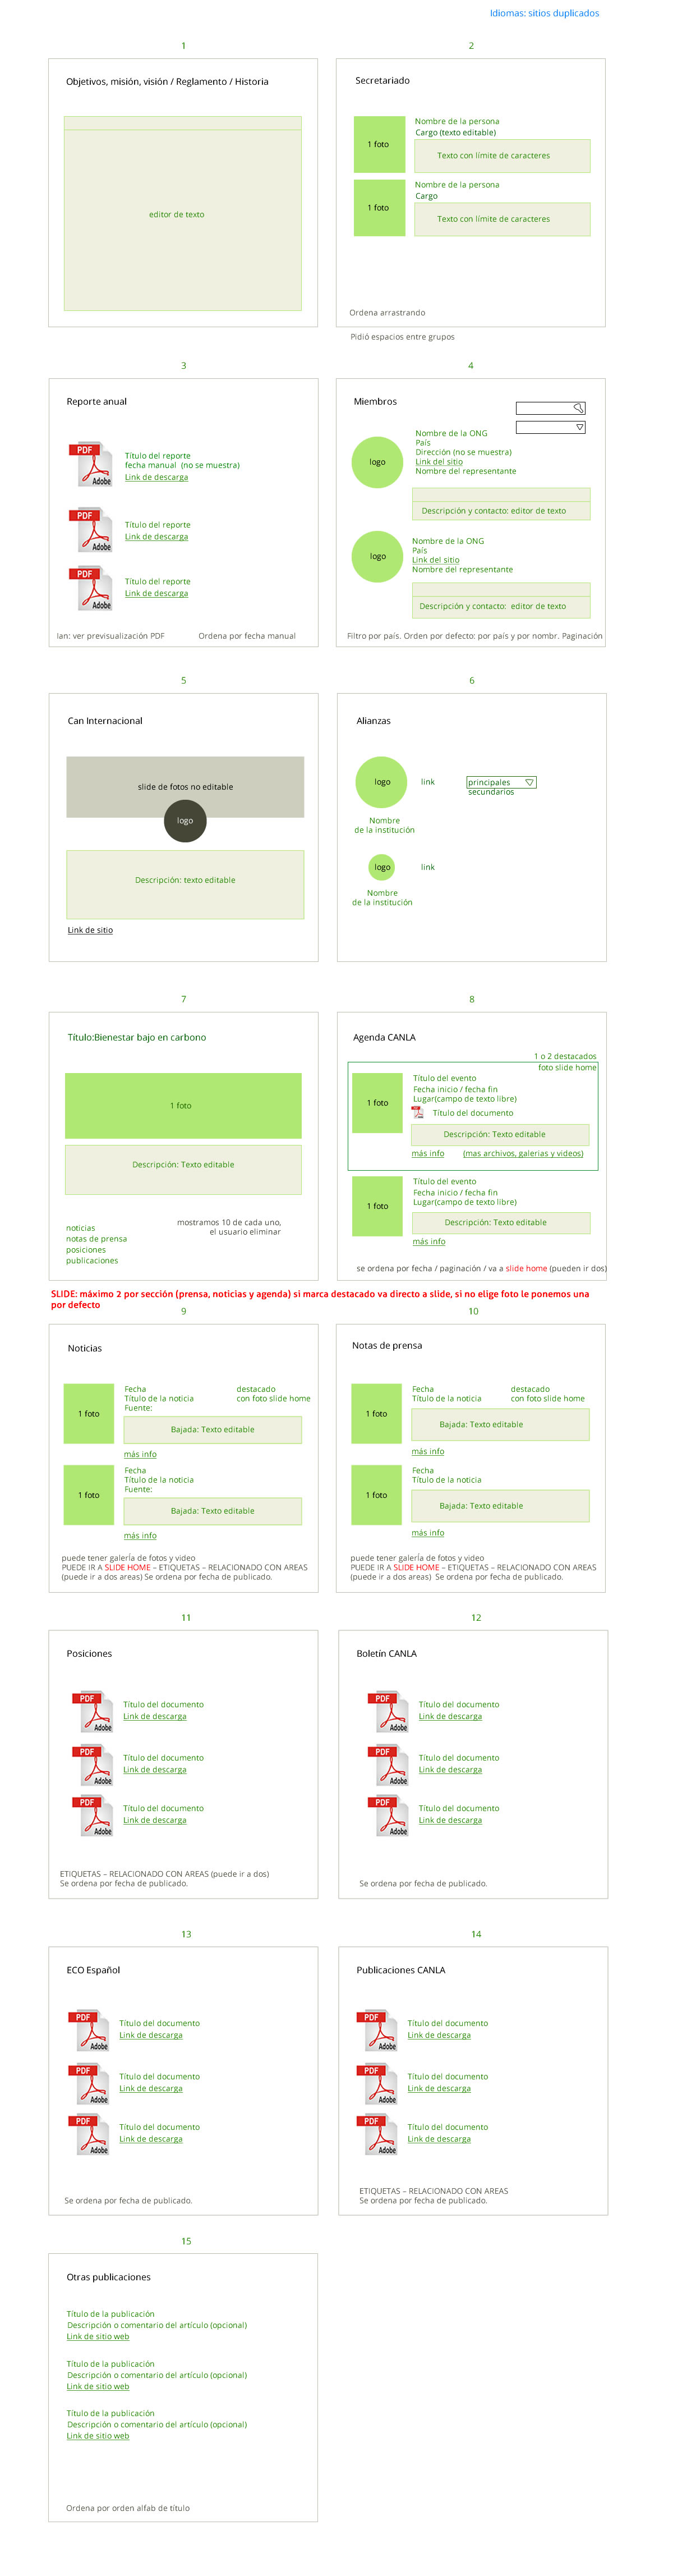 Idiomas: sitios duplicados
1
Objetivos, misión, visión / Reglamento / Historia
editor de texto
2
Secretariado
1 foto
Nombre de la persona
Cargo (texto editable)
Texto con límite de caracteres
1 foto
Nombre de la persona
Cargo
Texto con límite de caracteres
Ordena arrastrando
Pidió espacios entre grupos
3
Reporte anual
PDF
Adobe
Título del reporte
fecha manual (no se muestra)
Link de descarga
PDF
Adobe
Título del reporte
Link de descarga
PDF
Adobe
Título del reporte
Link de descarga
Ian: ver previsualización PDF
Ordena por fecha manual
4
Miembros
logo
Nombre de la ONG
País
Dirección (no se muestra)
Link del sitio
Nombre del representante
Descripción y contacto: editor de texto
logo
Nombre de la ONG
País
Link del sitio
Nombre del representante
Descripción y contacto: editor de texto
Filtro por país. Orden por defecto: por país y por nombr. Paginación
5
Can Internacional
slide de fotos no editable
logo
Descripción: texto editable
Link de sitio
6
Alianzas
logo
link
principales
secundarios
Nombre
de la institución
logo
link
Nombre
de la institución
7
Título:Bienestar bajo en carbono
1 foto
Descripción: Texto editable
noticias
notas de prensa
posiciones
publicaciones
mostramos 10 de cada uno,
el usuario eliminar
8
Agenda CANLA
1 o 2 destacados
foto slide home
1 foto
Título del evento
Fecha inicio / fecha fin
Lugar(campo de texto libre)
Título del documento
Descripción: Texto editable
más info
(mas archivos, galerias y videos)
1 foto
Título del evento
Fecha inicio / fecha fin
Lugar(campo de texto libre)
Descripción: Texto editable
más info
se ordena por fecha / paginación / va a slide home (pueden ir dos)
SLIDE: máximo 2 por sección (prensa, noticias y agenda) si marca destacado va directo a slide, si no elige foto le ponemos una
por defecto
9
Noticias
1 foto
Fecha
Título de la noticia
Fuente:
destacado
con foto slide home
Bajada: Texto editable
más info
1 foto
Fecha
Título de la noticia
Fuente:
Bajada: Texto editable
más info
puede tener galería de fotos y video
PUEDE IR A SLIDE HOME – ETIQUETAS – RELACIONADO CON AREAS
(puede ir a dos areas) Se ordena por fecha de publicado.
10
Notas de prensa
1 foto
Fecha
Título de la noticia
destacado
con foto slide home
Bajada: Texto editable
más info
1 foto
Fecha
Título de la noticia
Bajada: Texto editable
más info
puede tener galería de fotos y video
PUEDE IR A SLIDE HOME – ETIQUETAS – RELACIONADO CON AREAS
(puede ir a dos areas) Se ordena por fecha de publicado.
11
Posiciones
PDF
Adobe
Título del documento
Link de descarga
PDF
Adobe
Título del documento
Link de descarga
PDF
Adobe
Título del documento
Link de descarga
ETIQUETAS – RELACIONADO CON AREAS (puede ir a dos)
Se ordena por fecha de publicado.
12
Boletín CANLA
PDF
Adobe
Título del documento
Link de descarga
PDF
Adobe
Título del documento
Link de descarga
PDF
Adobe
Título del documento
Link de descarga
Se ordena por fecha de publicado.
13
ECO Español
PDF
Adobe
Título del documento
Link de descarga
PDF
Adobe
Título del documento
Link de descarga
PDF
Adobe
Título del documento
Link de descarga
Se ordena por fecha de publicado.
14
Publicaciones CANLA
PDF
Adobe
Título del documento
Link de descarga
PDF
Adobe
Título del documento
Link de descarga
PDF
Adobe
Título del documento
Link de descarga
ETIQUETAS – RELACIONADO CON AREAS
Se ordena por fecha de publicado.
15
Otras publicaciones
Título de la publicación
Descripción o comentario del artículo (opcional)
Link de sitio web
Título de la publicación
Descripción o comentario del artículo (opcional)
Link de sitio web
Título de la publicación
Descripción o comentario del artículo (opcional)
Link de sitio web
Ordena por orden alfab de título